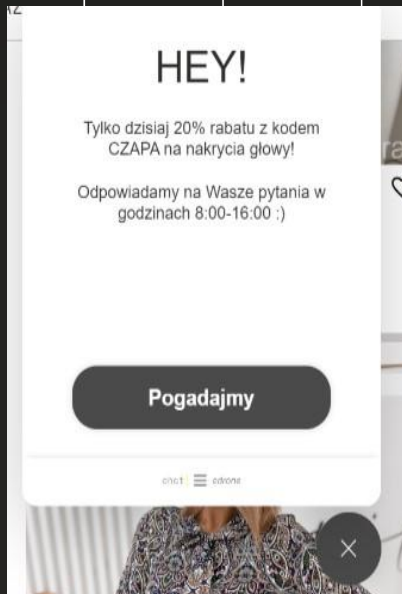 HEY!
Tylko dzisiaj 20% rabatu z kodem
CZAPA na nakrycia głowy!
Odpowiadamy na Wasze pytania w
godzinach 8:00-16:00 :)
Pogadajmy
chat edrone